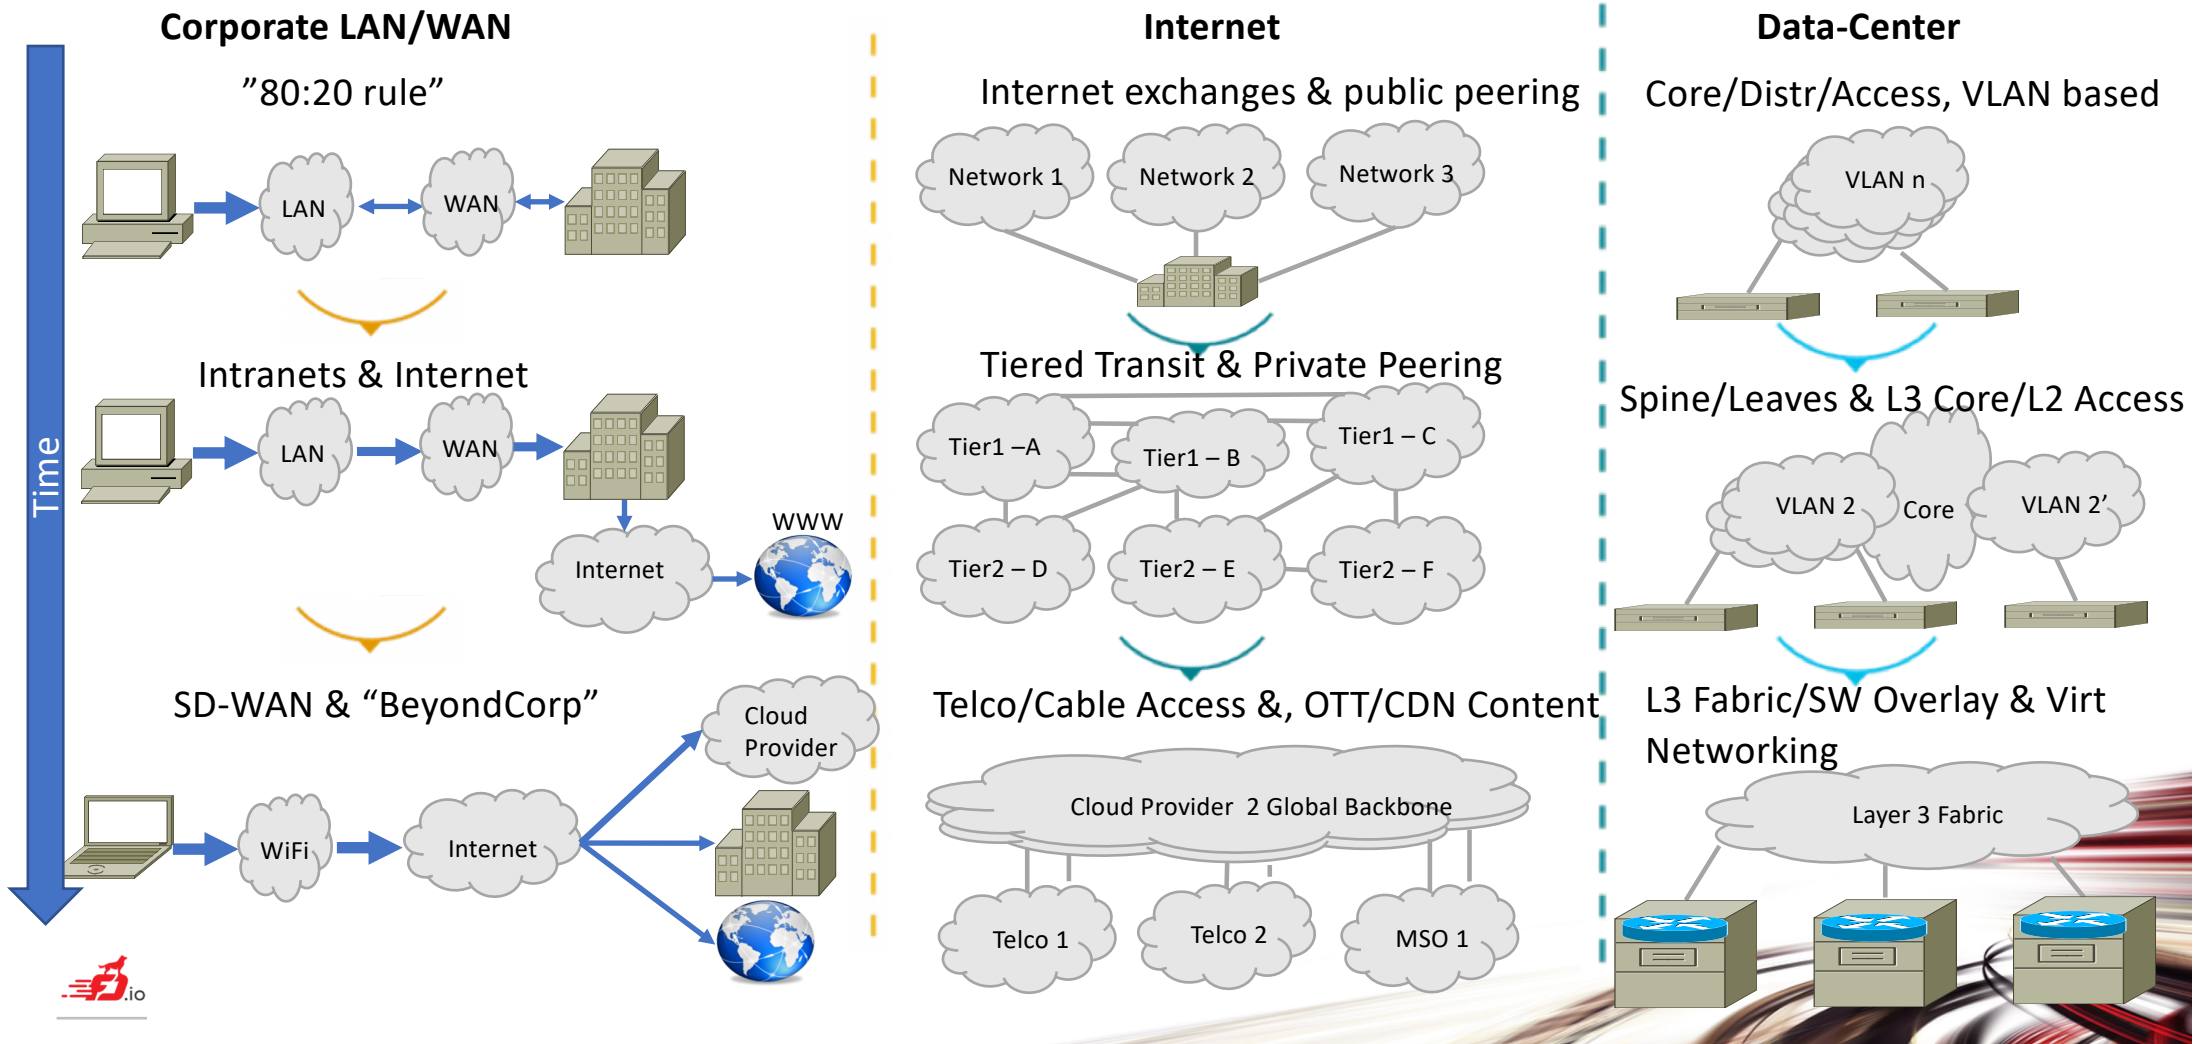 Corporate LAN/WAN
”80:20 rule”
LAN
WAN
Intranets & Internet
LAN
WAN
Internet
WWW
SD-WAN & “BeyondCorp”
WiFi
Internet
Cloud
Provider
Time
Internet
Internet exchanges & public peering
Network 1
Network 2
Network 3
Tiered Transit & Private Peering
Tier1 –A
Tier1 – B
Tier1 – C
Tier2 – D
Tier2 – E
Tier2 – F
Telco/Cable Access &, OTT/CDN Content
Cloud Provider 2 Global Backbone
Telco 1
Telco 2
MSO 1
Data-Center
Core/Distr/Access, VLAN based
VLAN n
Spine/Leaves & L3 Core/L2 Access
VLAN 2
Core
VLAN 2’
L3 Fabric/SW Overlay & Virt
Networking
Layer 3 Fabric
.io